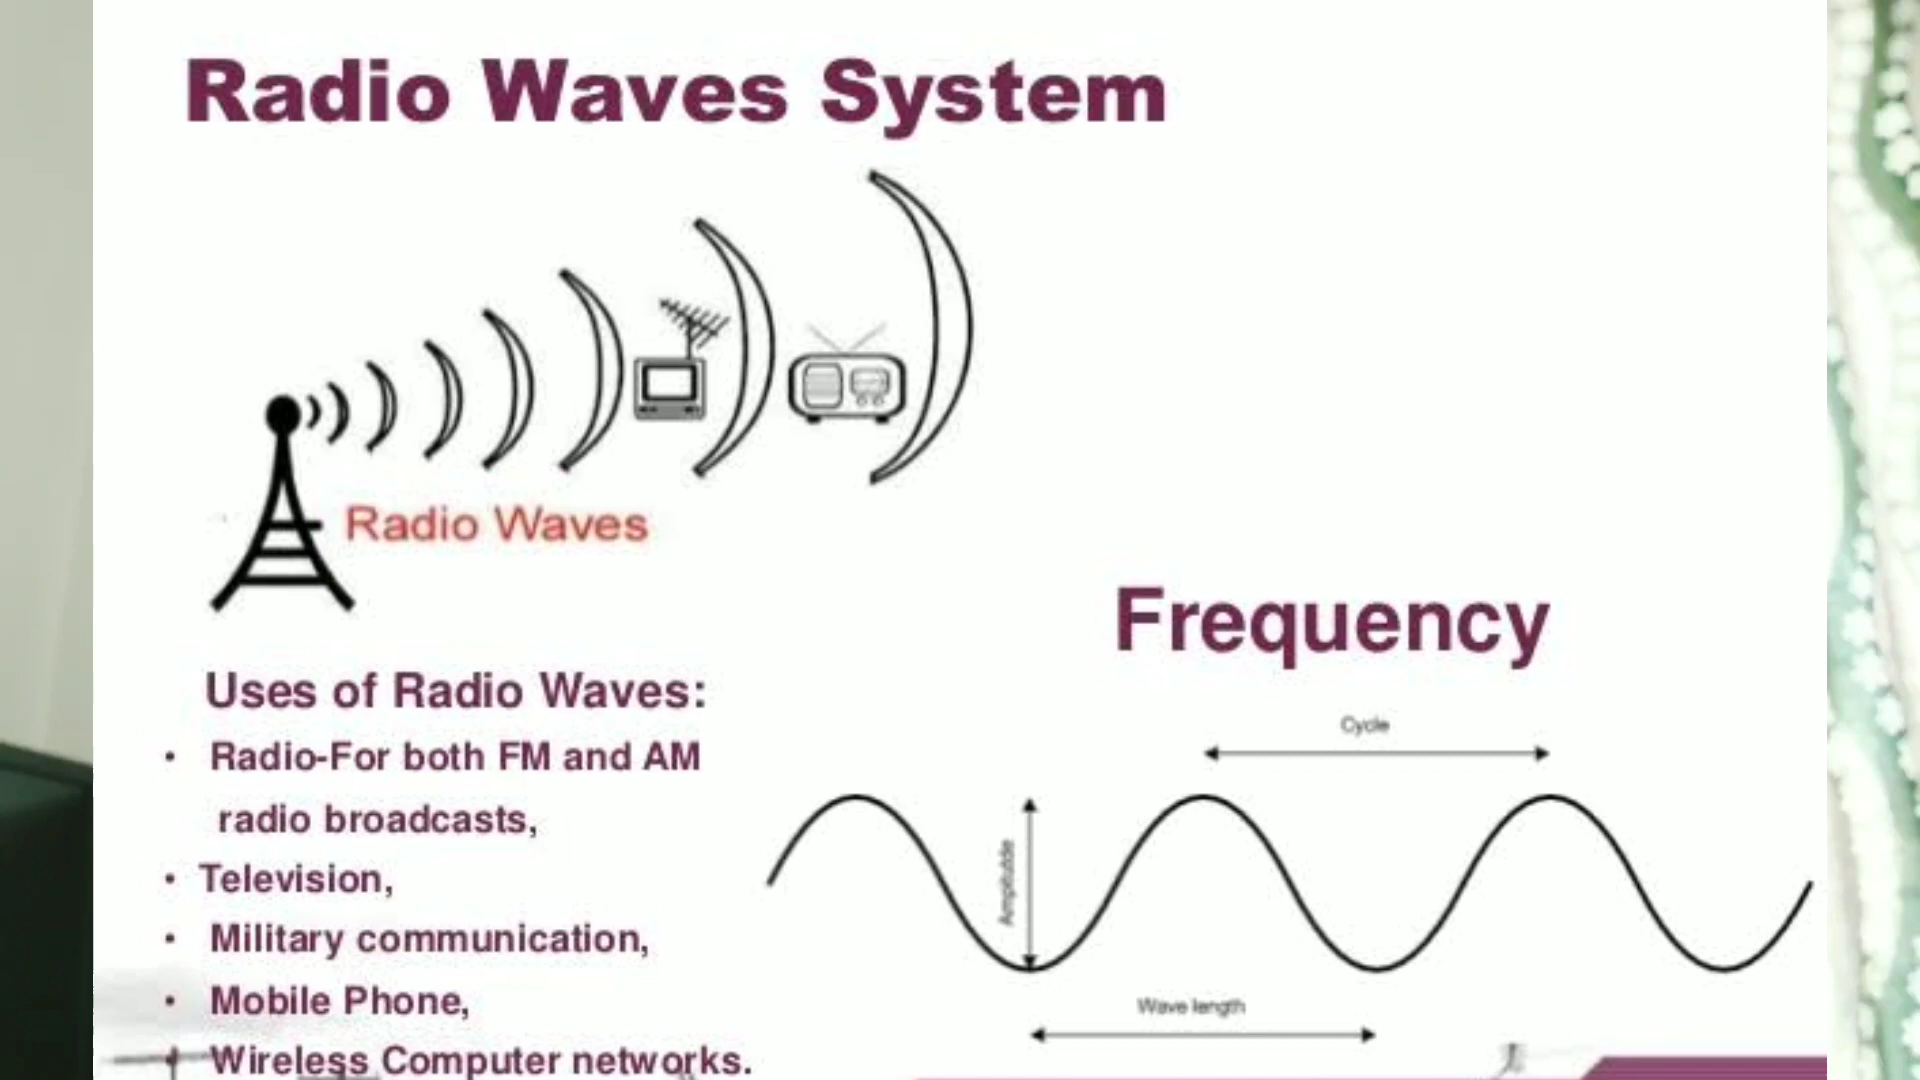 Radio Waves System
Radio Waves
Uses of Radio Waves:
• Radio-For both FM and AM
radio broadcasts,
• Television,
• Military communication,
• Mobile Phone,
• Wireless Computer networks.
Frequency
Cycle
Amplitutde
Wave length